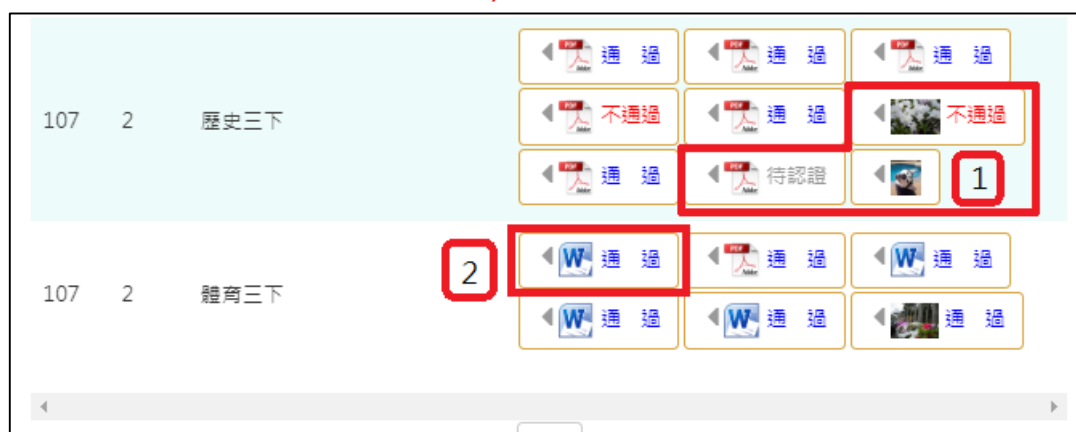 通 過 通 過 通 過
107 2 歷史三下 不通過 通 過 不通過
通 過 待認證 1
2 通 過 通 過 通 過
107 2 體育三下
通 過 通 過 通 過